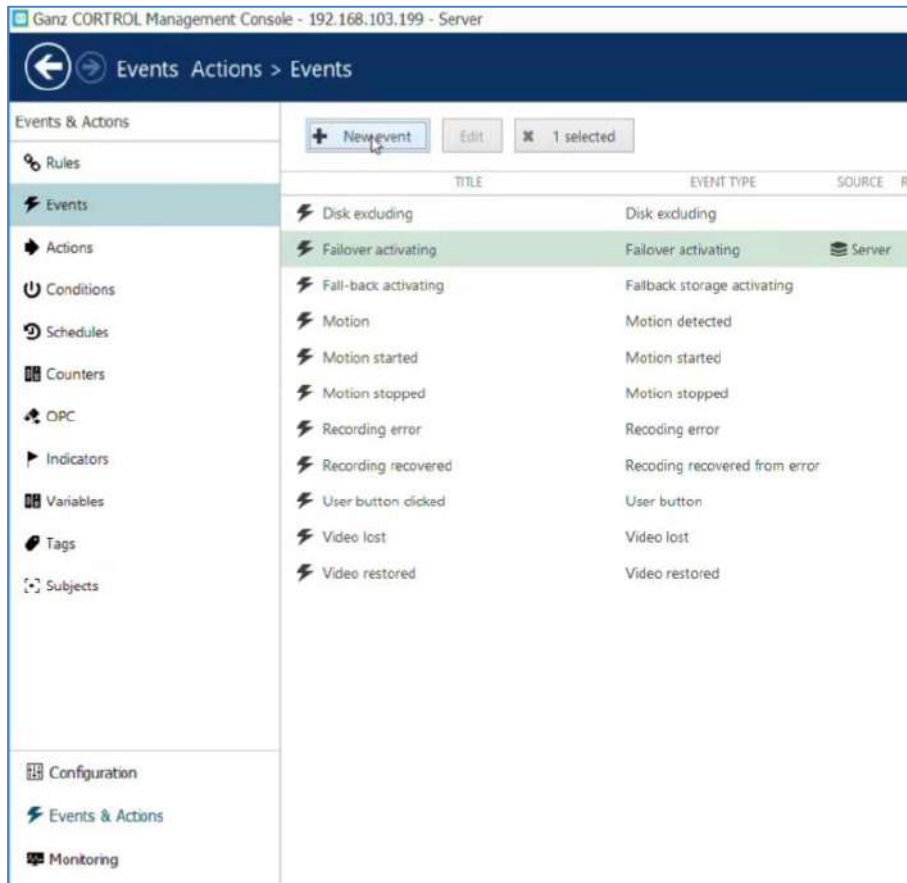 Ganz CORTROL Management Console - 192.168.103.199 - Server
Events Actions > Events
Events & Actions
Rules
Events
Actions
Conditions
Schedules
Counters
OPC
Indicators
Variables
Tags
Subjects
Configuration
Events & Actions
Monitoring
New event Edit 1 selected
TITLE EVENT TYPE SOURCE
Disk excluding Disk excluding
Failover activating Failover activating Server
Fall-back activating Fallback storage activating
Motion Motion detected
Motion started Motion started
Motion stopped Motion stopped
Recording error Recoding error
Recording recovered Recoding recovered from error
User button clicked User button
Video lost Video lost
Video restored Video restored